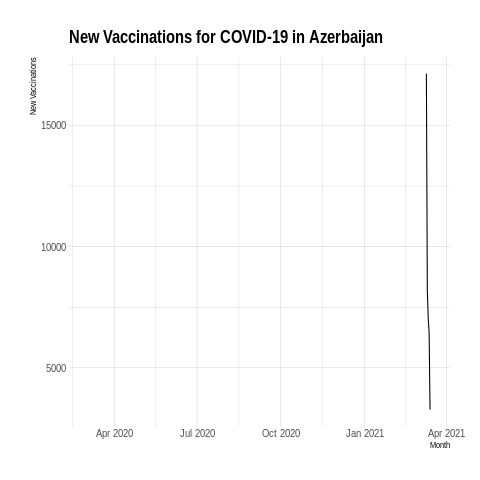 New Vaccinations for COVID-19 in Azerbaijan
New Vaccinations
15000
10000
5000
Apr 2020
Jul 2020
Oct 2020
Jan 2021
Apr 2021
Month